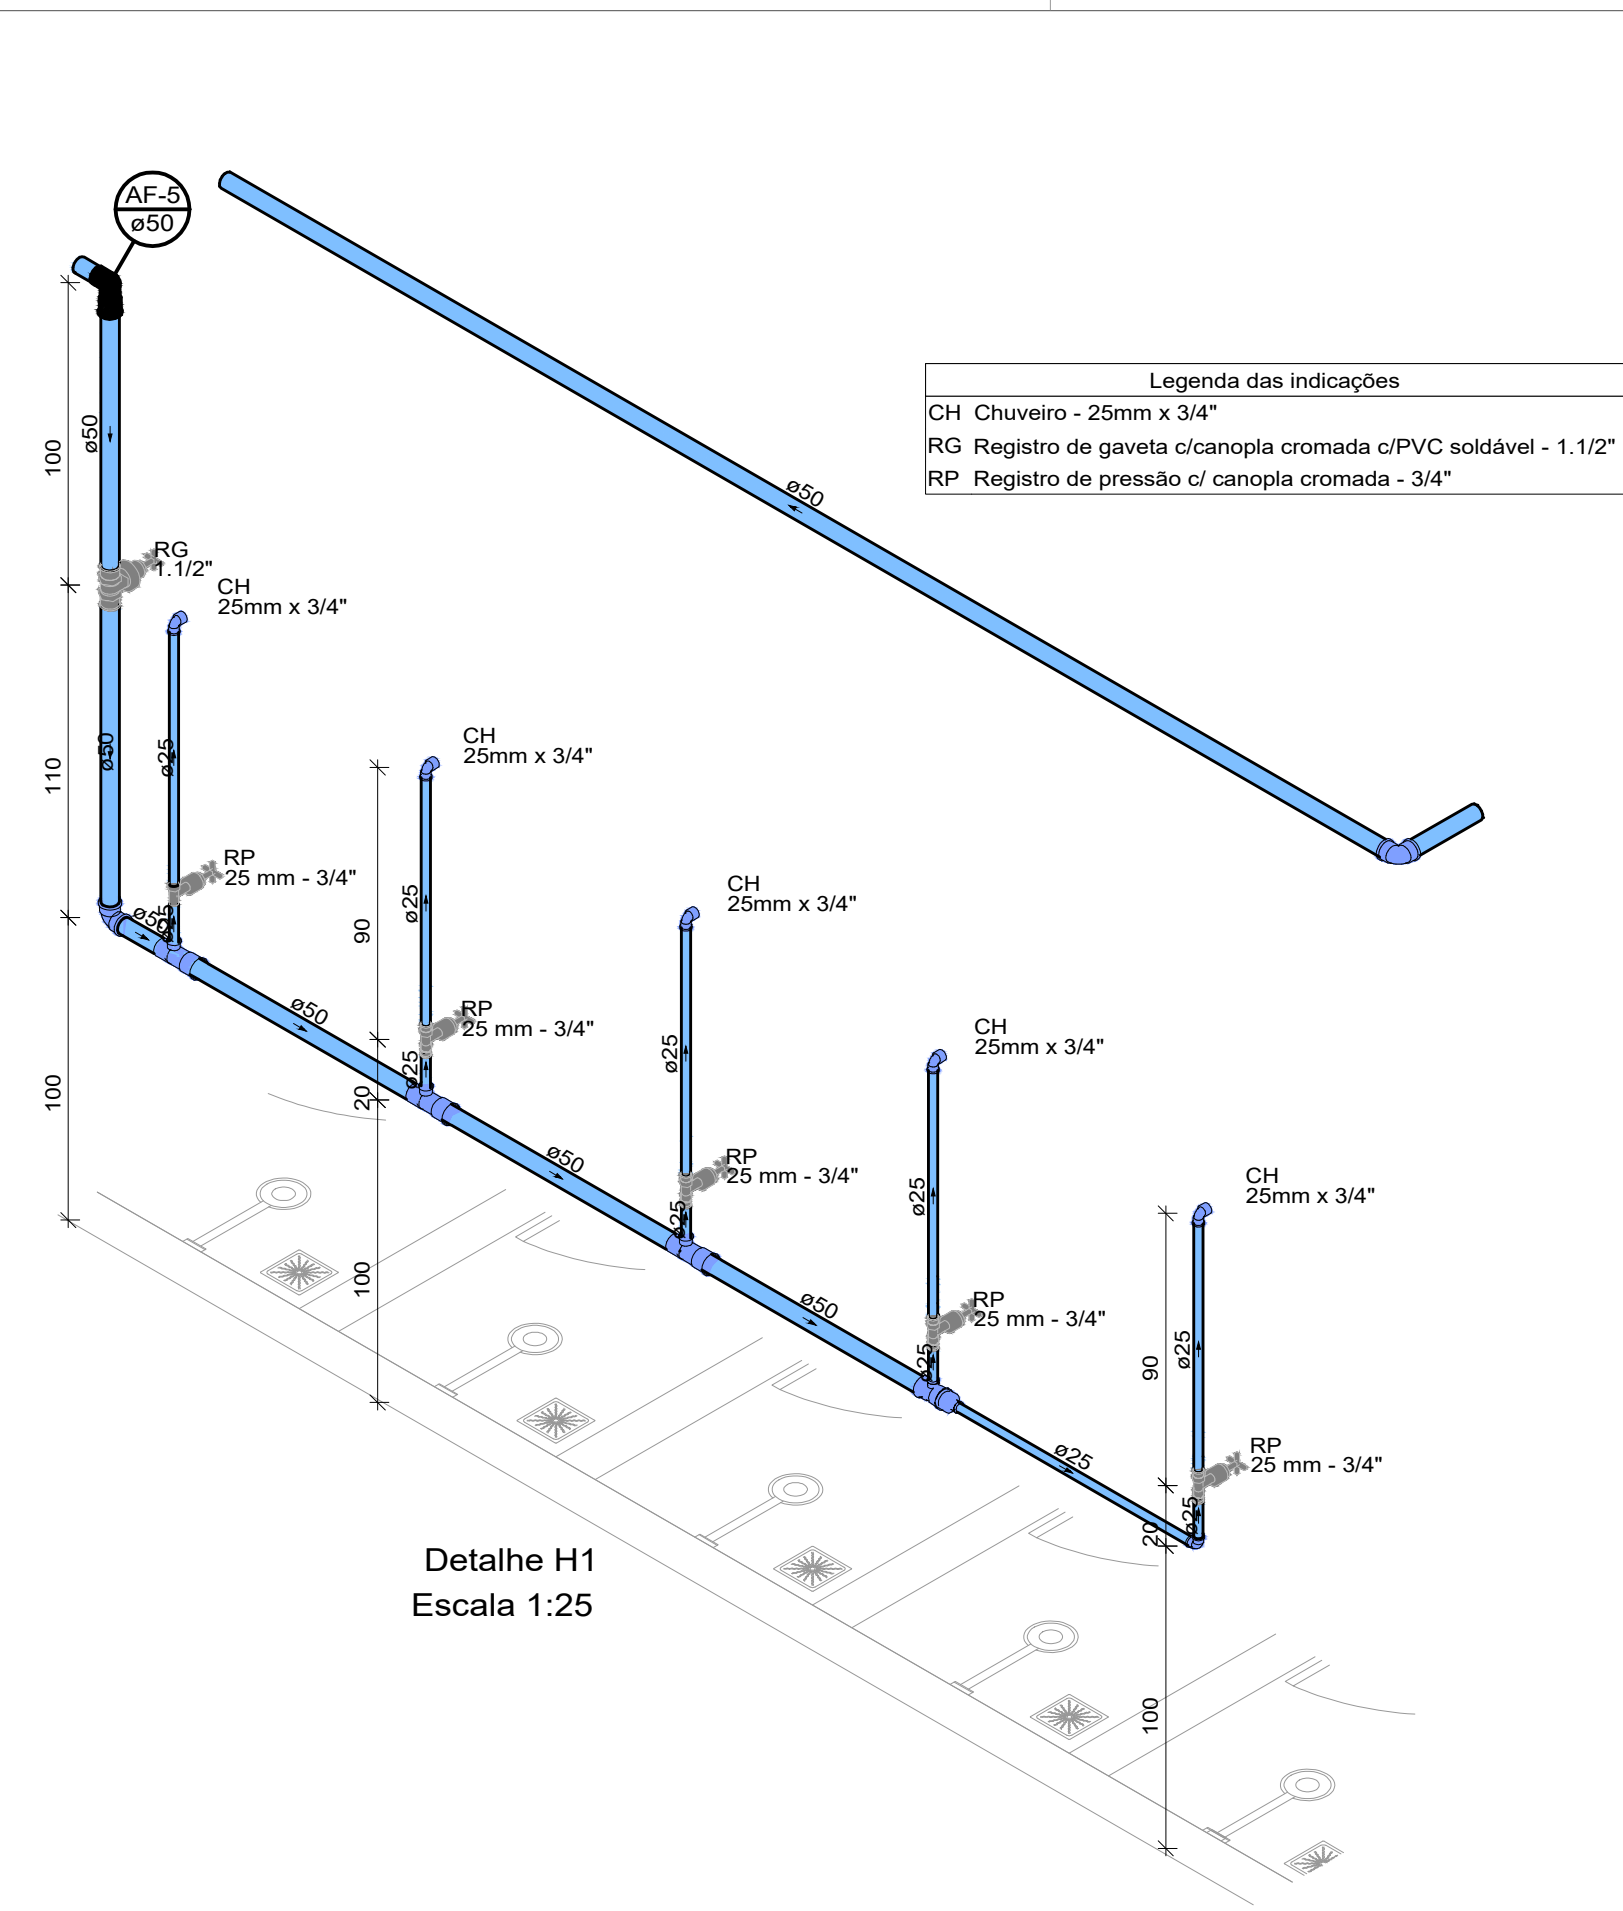 AF-5
ø50
Legenda das indicações
CH Chuveiro - 25mm x 3/4"
RG Registro de gaveta c/canopla cromada c/PVC soldável - 1.1/2"
RP Registro de pressão c/ canopla cromada - 3/4"
100
ø50
ø50
RG
1.1/2"
CH
25mm x 3/4"
110
ø50
ø25
CH
25mm x 3/4"
RP
25 mm - 3/4"
ø50
ø25
90
ø25
CH
25mm x 3/4"
100
ø50
RP
25 mm - 3/4"
ø25
20
ø25
CH
25mm x 3/4"
ø50
RP
25 mm - 3/4"
ø25
100
ø25
CH
25mm x 3/4"
ø50
RP
25 mm - 3/4"
ø25
90
ø25
ø25
RP
25 mm - 3/4"
20
ø25
Detalhe H1
Escala 1:25
100